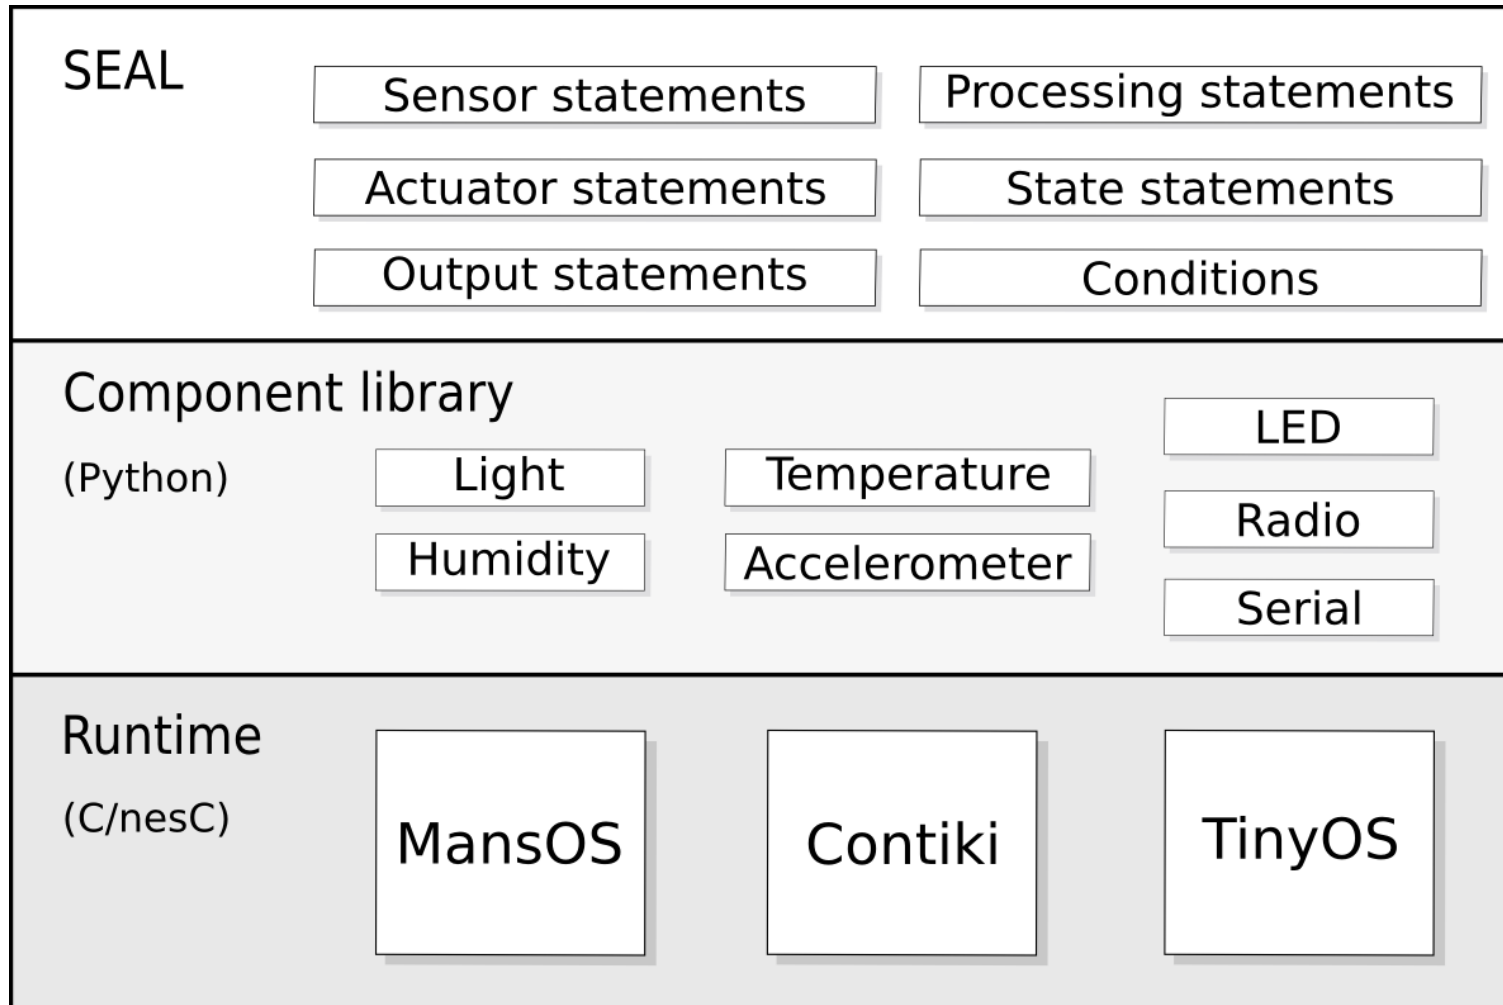 SEAL
Sensor statements
Processing statements
Actuator statements
State statements
Output statements
Conditions
Component library
(Python)
Light
Temperature
Humidity
Accelerometer
LED
Radio
Serial
Runtime
(C/nesC)
MansOS
Contiki
TinyOS